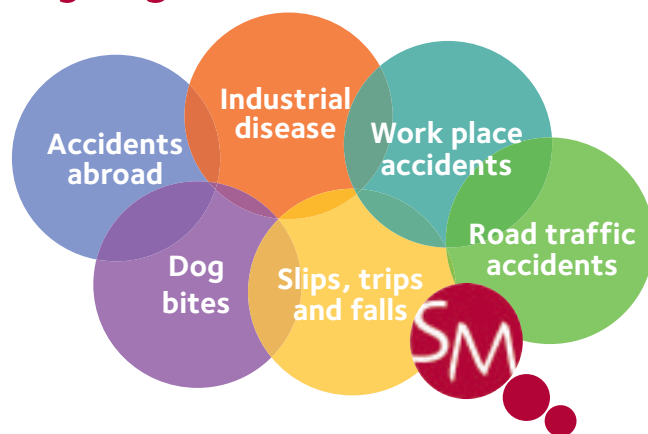 Industrial
disease
Accidents
abroad
Work place
accidents
Road traffic
accidents
Dog
bites
Slips, trips
and falls
SM